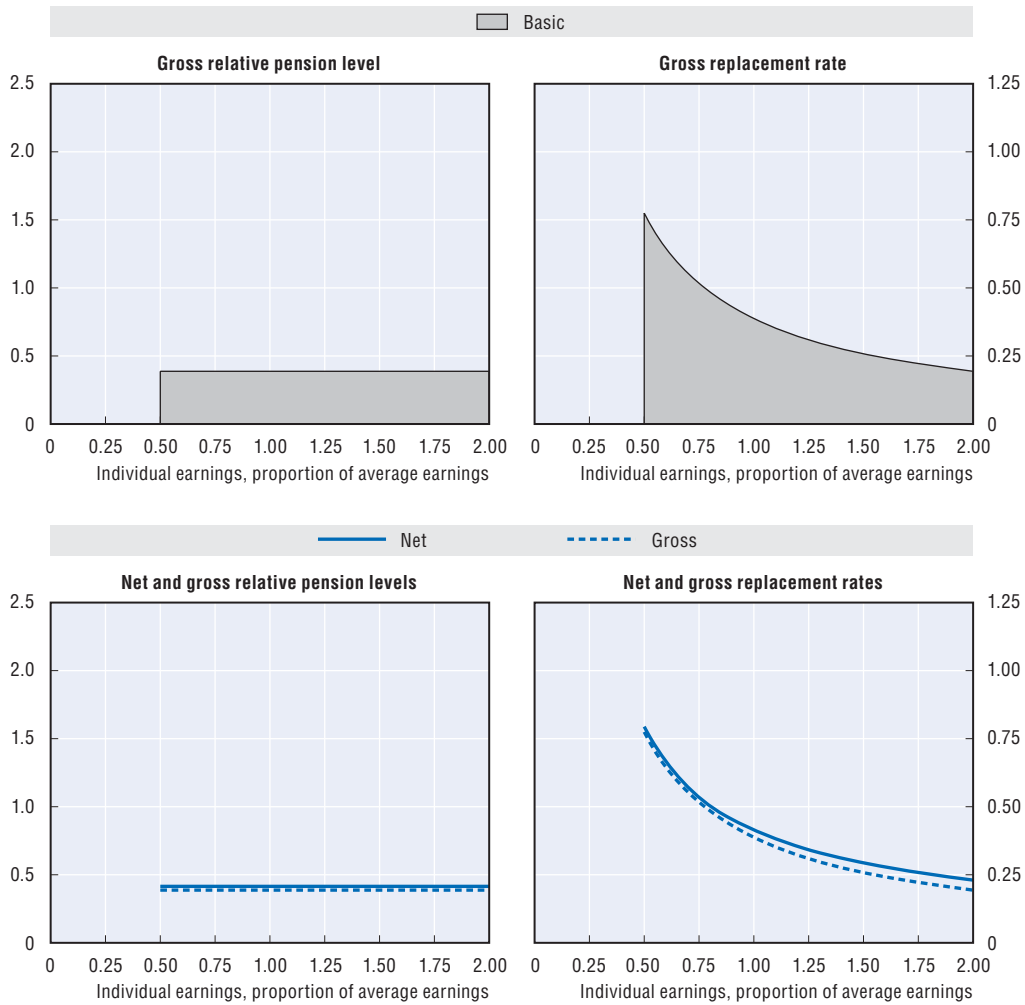 Basic
Gross relative pension level
Gross replacement rate
2.5
2.0
1.5
1.0
0.5
0
1.25
1.00
0.75
0.50
0.25
0
0 0.25 0.50 0.75 1.00 1.25 1.50 1.75 2.00
0 0.25 0.50 0.75 1.00 1.25 1.50 1.75 2.00
Individual earnings, proportion of average earnings
Individual earnings, proportion of average earnings
Net Gross
Net and gross relative pension levels
Net and gross replacement rates
2.5
2.0
1.5
1.0
0.5
0
1.25
1.00
0.75
0.50
0.25
0
0 0.25 0.50 0.75 1.00 1.25 1.50 1.75 2.00
0 0.25 0.50 0.75 1.00 1.25 1.50 1.75 2.00
Individual earnings, proportion of average earnings
Individual earnings, proportion of average earnings